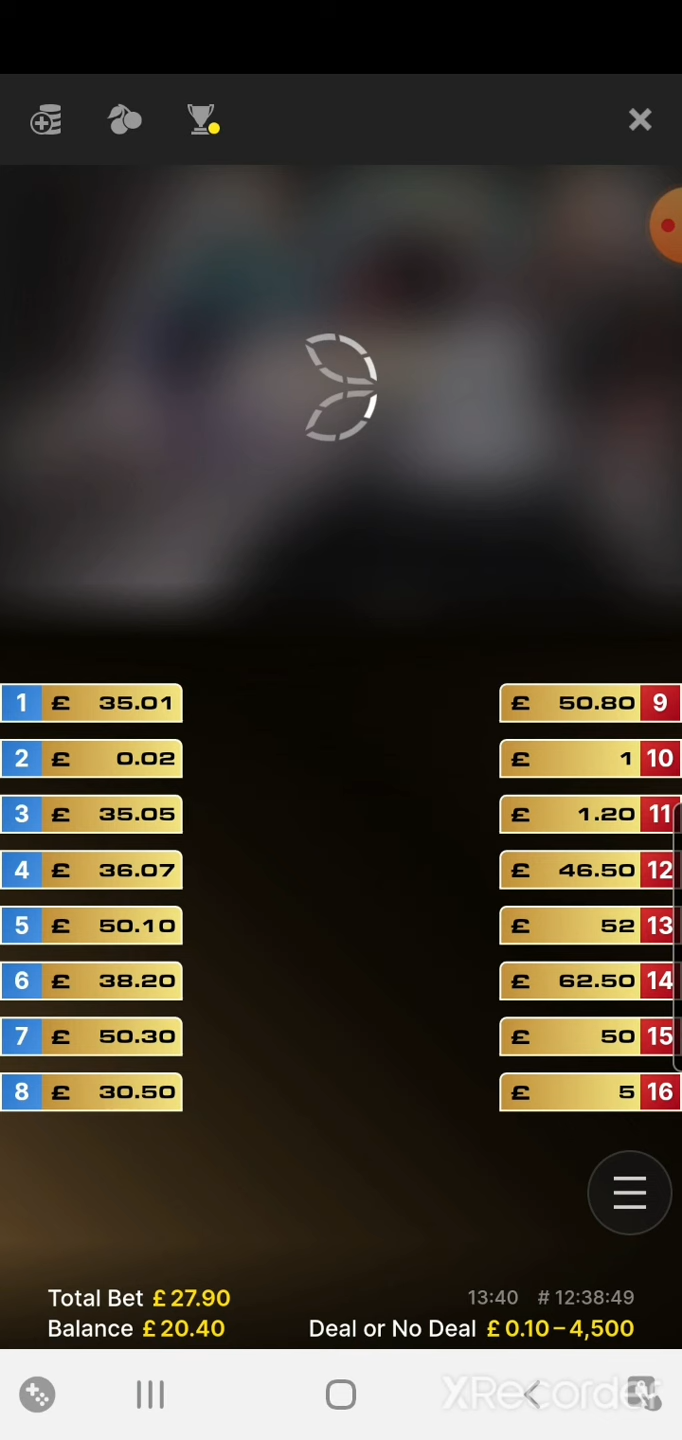 1 £ 35.01
£ 50.80 9
2 £ 0.02
£ 1 10
3 £ 35.05
£ 1.20 11
4 £ 36.07
£ 46.50 12
5 £ 50.10
£ 52 13
6 £ 38.20
£ 62.50 14
7 £ 50.30
£ 50 15
8 £ 30.50
£ 5 16
Total Bet £ 27.90
13:40 # 12:38:49
Balance £ 20.40
Deal or No Deal £ 0.10 – 4,500
XRecorder